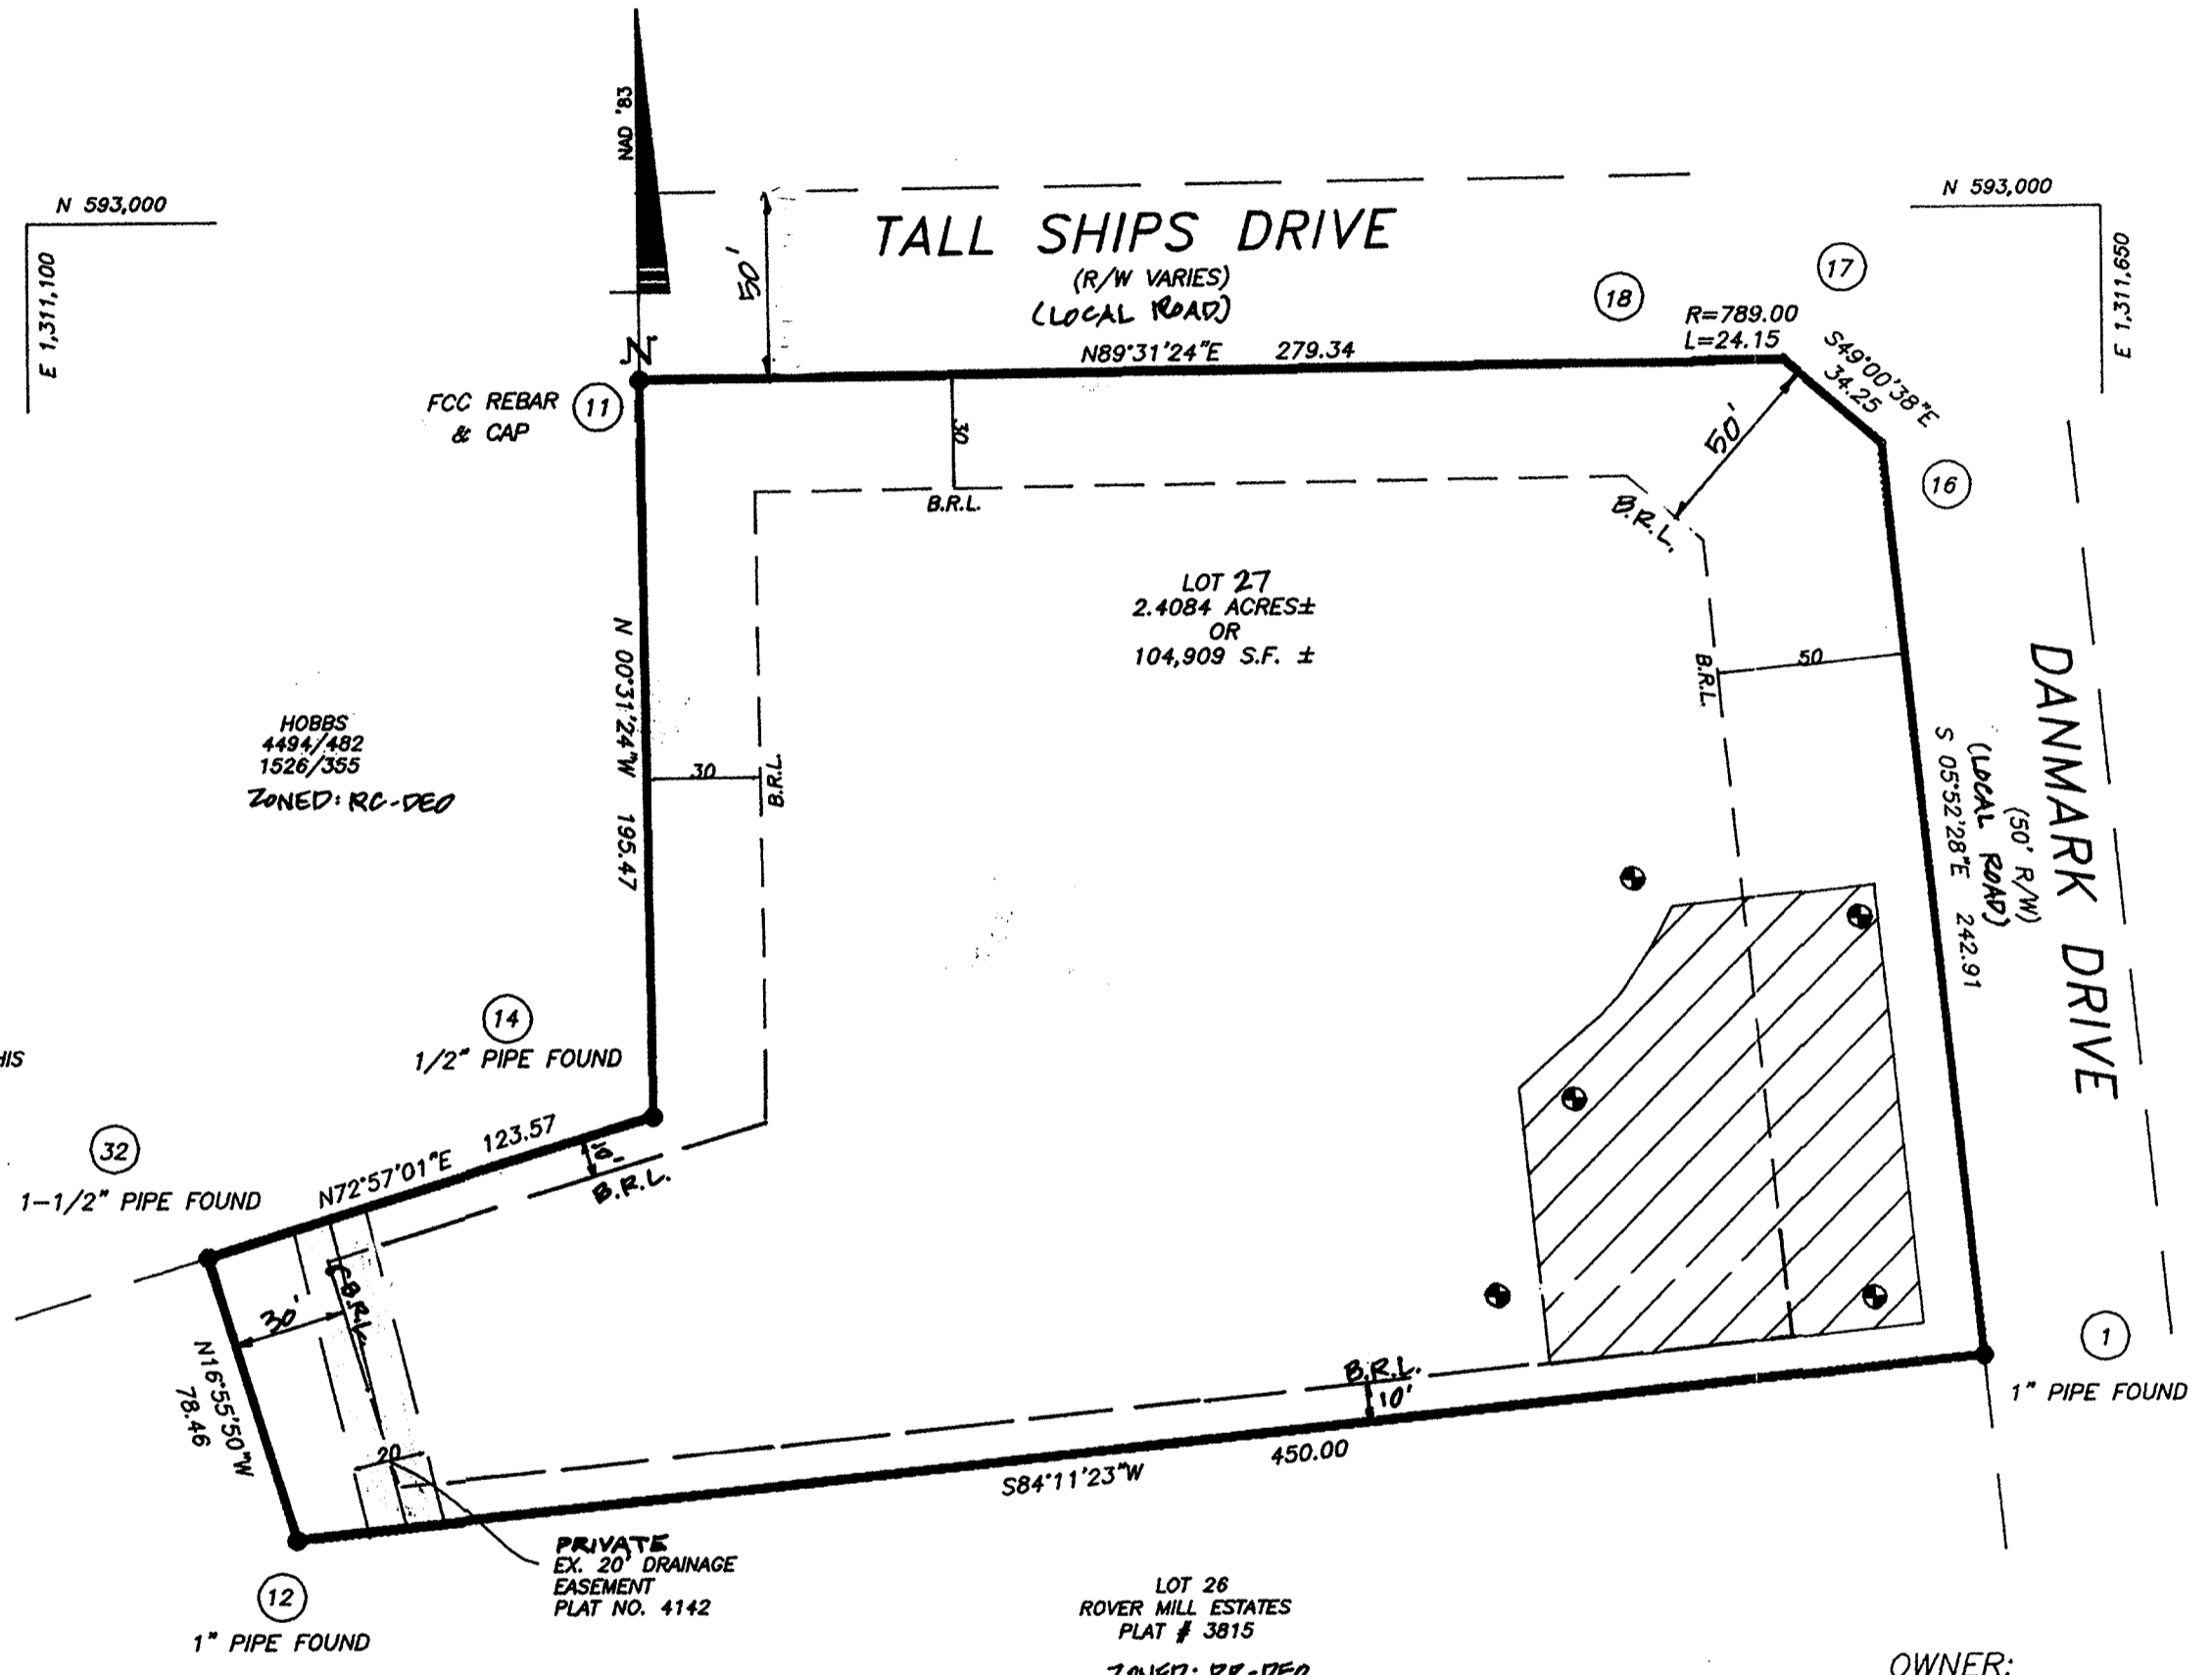 NAD '83
N 593,000
E 1,311,100
N 593,000
E 1,311,650
50'
TALL SHIPS DRIVE
(R/W VARIES)
(LOCAL ROAD)
N89°31'24"E 279.34
18
17
R=789.00
L=24.15
S49°00'38"E
34.25
N
FCC REBAR
& CAP
11
30
B.R.L.
50'
B.R.L.
16
LOT 27
2.4084 ACRES±
OR
104,909 S.F. ±
N 00°31'24"W 195.47
30
B.R.L.
B.R.L.
50
DANMARK DRIVE
(50' R/W)
(LOCAL ROAD)
S 05°52'28"E 242.91
HOBBS
4494/482
1526/355
ZONED: RC-DEO
14
1/2" PIPE FOUND
HIS
32
1-1/2" PIPE FOUND
N72°57'01"E 123.57
10'
B.R.L.
30'
B.R.L.
N16°55'50"W
78.46
20
B.R.L.
10'
1
1" PIPE FOUND
S84°11'23"W 450.00
PRIVATE
EX. 20' DRAINAGE
EASEMENT
PLAT NO. 4142
12
1" PIPE FOUND
LOT 26
ROVER MILL ESTATES
PLAT # 3815
ZONED: RR-DEO
OWNER: